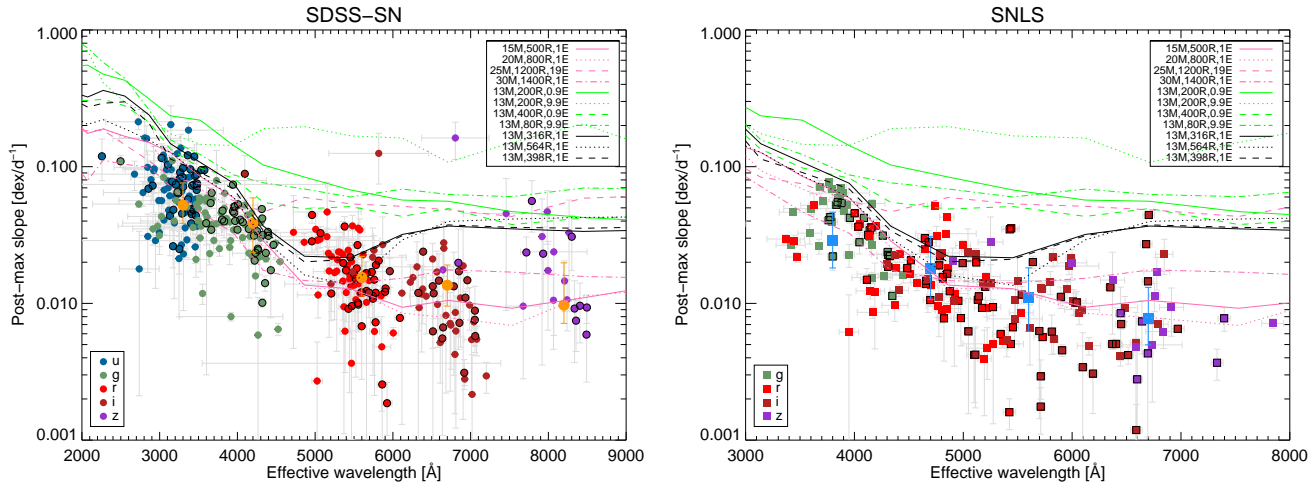 SDSS−SN
1.000
0.100
0.010
0.001
Post−max slope [dex/d⁻¹]
15M,500R,1E
20M,800R,1E
25M,1200R,19E
30M,1400R,1E
13M,200R,0.9E
13M,200R,9.9E
13M,400R,0.9E
13M,80R,9.9E
13M,316R,1E
13M,564R,1E
13M,398R,1E
u
g
r
i
z
2000 3000 4000 5000 6000 7000 8000 9000
Effective wavelength [Å]
SNLS
1.000
0.100
0.010
0.001
Post−max slope [dex/d⁻¹]
15M,500R,1E
20M,800R,1E
25M,1200R,19E
30M,1400R,1E
13M,200R,0.9E
13M,200R,9.9E
13M,400R,0.9E
13M,80R,9.9E
13M,316R,1E
13M,564R,1E
13M,398R,1E
g
r
i
z
3000 4000 5000 6000 7000 8000
Effective wavelength [Å]